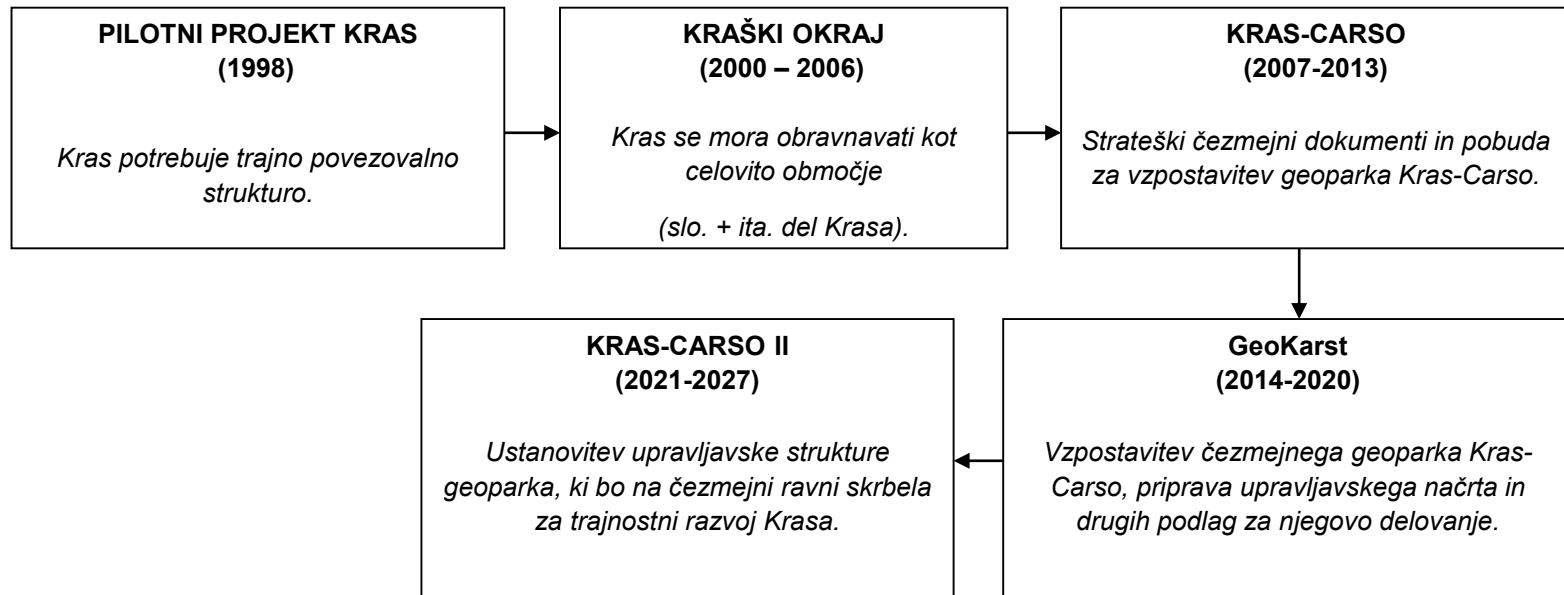 PILOTNI PROJEKT KRAS
(1998)
Kras potrebuje trajno povezovalno
strukturo.
KRAŠKI OKRAJ
(2000 – 2006)
Kras se mora obravnavati kot
celovito območje
(slo. + ita. del Krasa).
KRAS-CARSO
(2007-2013)
Strateški čezmejni dokumenti in pobuda
za vzpostavitev geoparka Kras-Carso.
GeoKarst
(2014-2020)
Vzpostavitev čezmejnega geoparka Kras-
Carso, priprava upravljavskega načrta in
drugih podlag za njegovo delovanje.
KRAS-CARSO II
(2021-2027)
Ustanovitev upravljavske strukture
geoparka, ki bo na čezmejni ravni skrbela
za trajnostni razvoj Krasa.